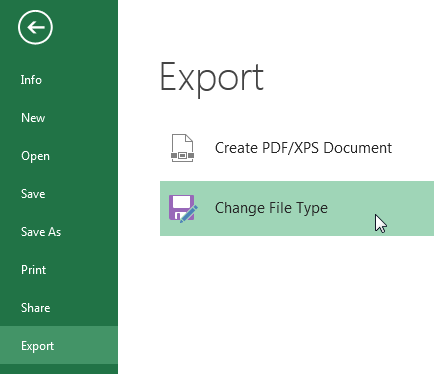 Info
New
Open
Save
Save As
Print
Share
Export
Export
Create PDF/XPS Document
Change File Type